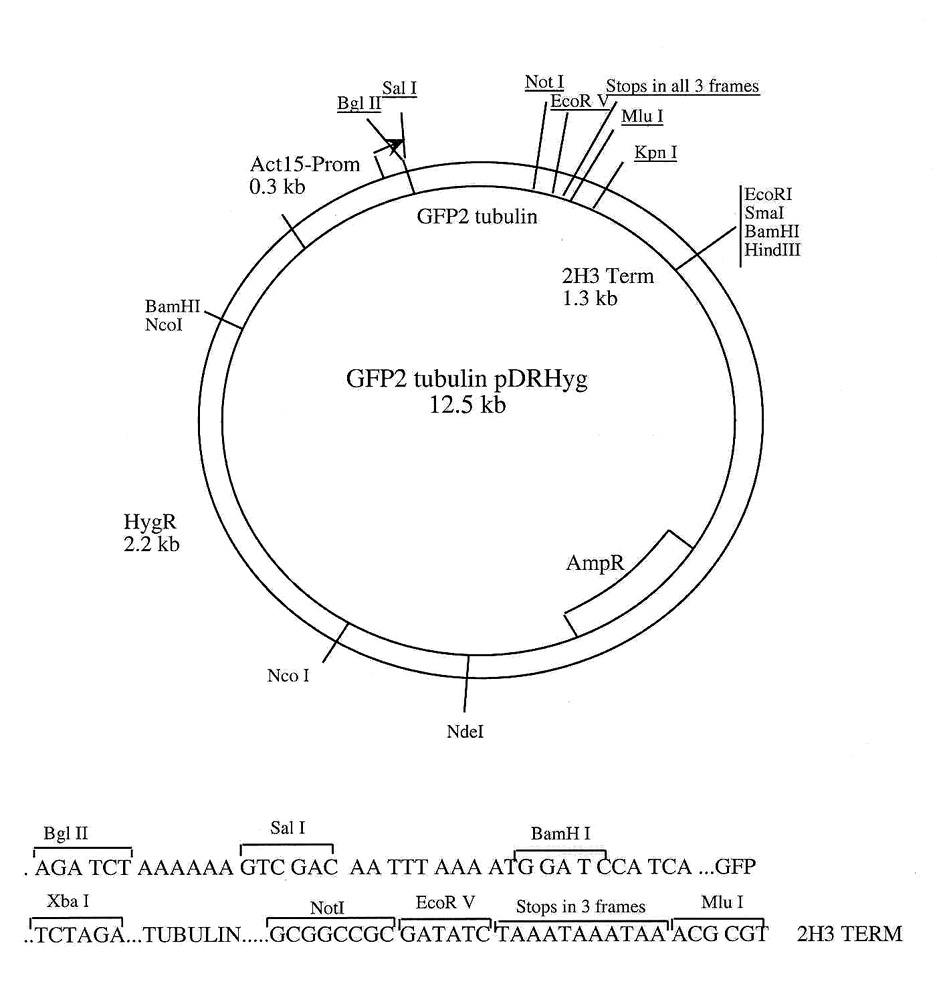 Sal I
Not I
Stops in all 3 frames
Bgl II
EcoR V
Mlu I
Kpn I
Act15-Prom
0.3 kb
EcoRI
SmaI
BamHI
HindIII
GFP2 tubulin
2H3 Term
1.3 kb
BamHI
NcoI
GFP2 tubulin pDRHyg
12.5 kb
HygR
2.2 kb
AmpR
Nco I
NdeI
Bgl II
Sal I
BamH I
. AGA TCT AAAAAA GTC GAC AA TTT AAA ATG GA T CCA TCA ...GFP
Xba I
NotI
EcoR V
Stops in 3 frames
Mlu I
..TCTAGA...TUBULIN.....GCGGCCGC GATATC TAAATAAATAA ACG CGT 2H3 TERM